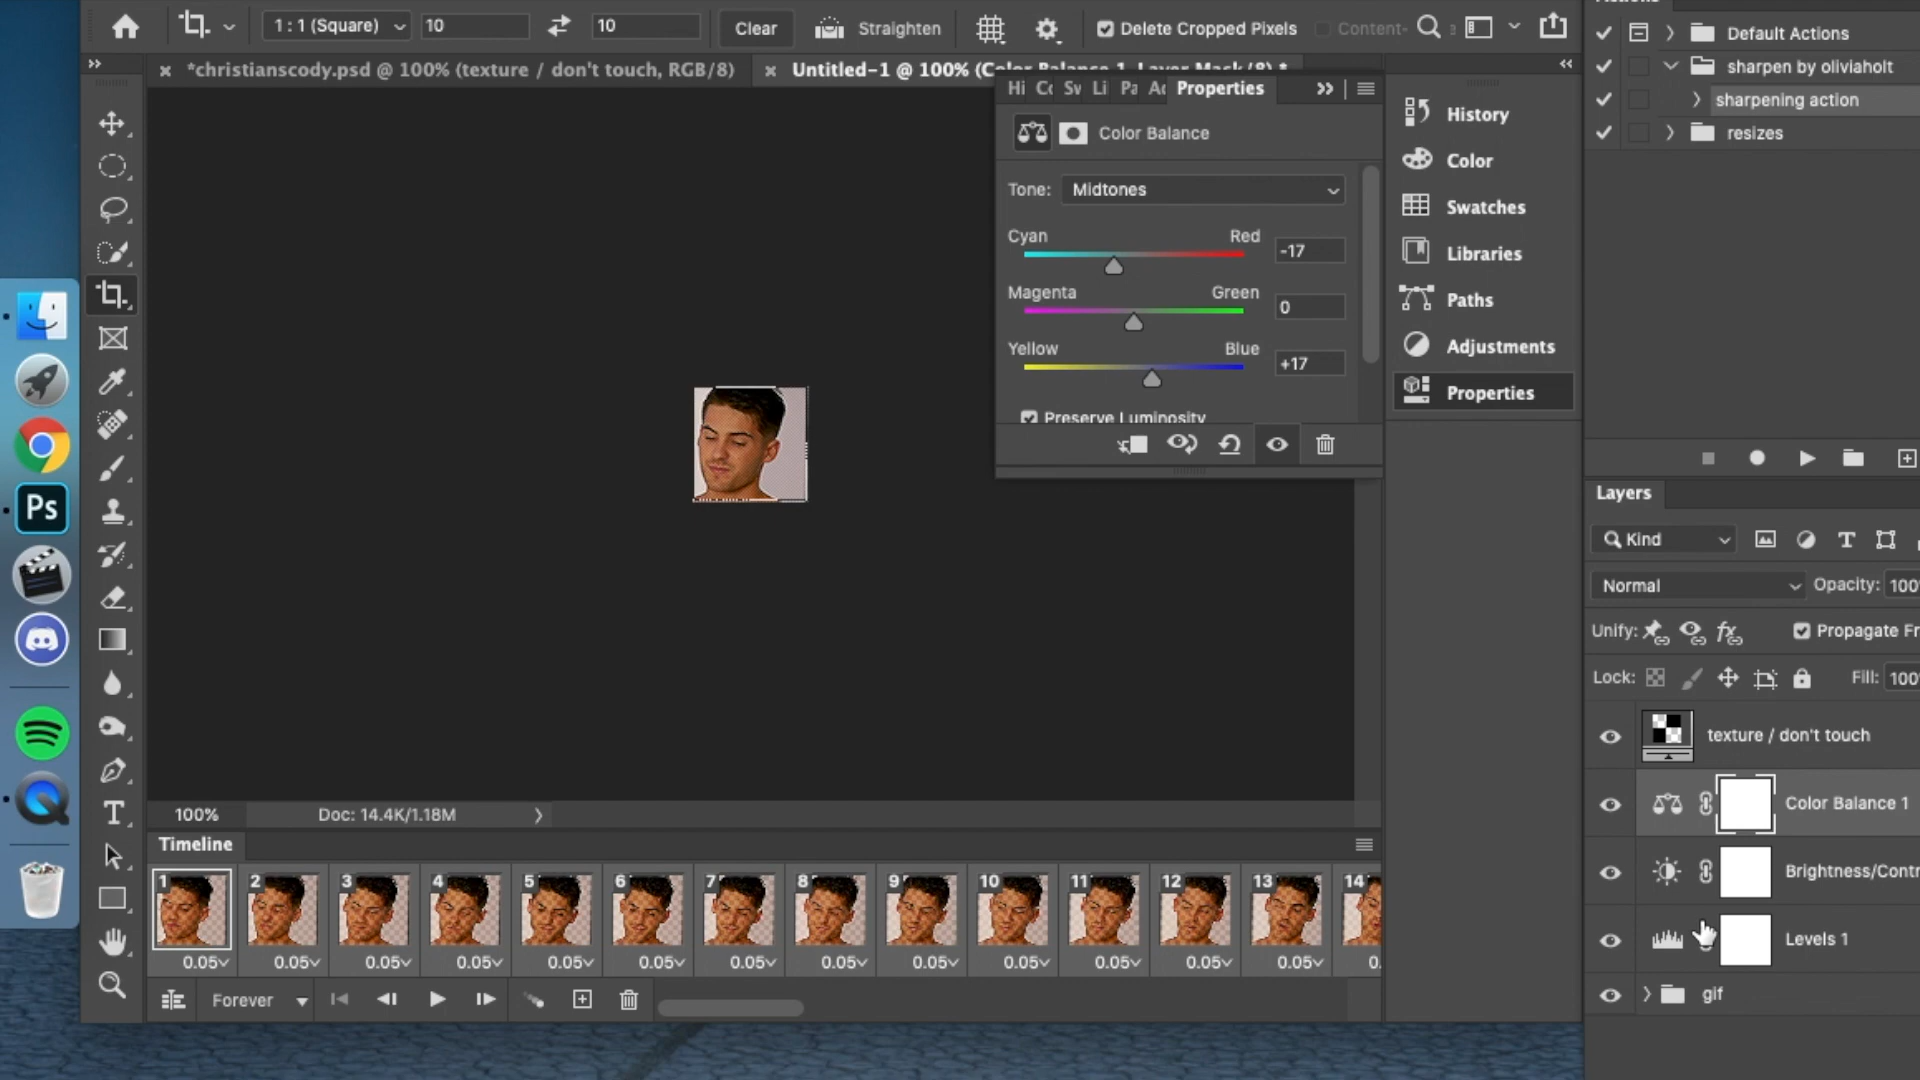 1 : 1 (Square) 10 10 Clear Straighten Delete Cropped Pixels Content-
*christianscody.psd @ 100% (texture / don't touch, RGB/8) Untitled-1 @ 100% (Color Balance 1, Layer Mask/8) *
Hi Cc Sv Li Pa Ac Properties
Color Balance
Tone: Midtones
Cyan Red -17
Magenta Green 0
Yellow Blue +17
Preserve Luminosity
History
Color
Swatches
Libraries
Paths
Adjustments
Properties
Default Actions
sharpen by oliviaholt
sharpening action
resizes
Layers
Kind
Normal Opacity: 100
Unify: Propagate Fr
Lock: Fill: 100
texture / don't touch
Color Balance 1
Brightness/Contr
Levels 1
gif
Ps
T
100% Doc: 14.4K/1.18M
Timeline
1 2 3 4 5 6 7 8 9 10 11 12 13 14
0.05 0.05 0.05 0.05 0.05 0.05 0.05 0.05 0.05 0.05 0.05 0.05 0.05 0.
Forever